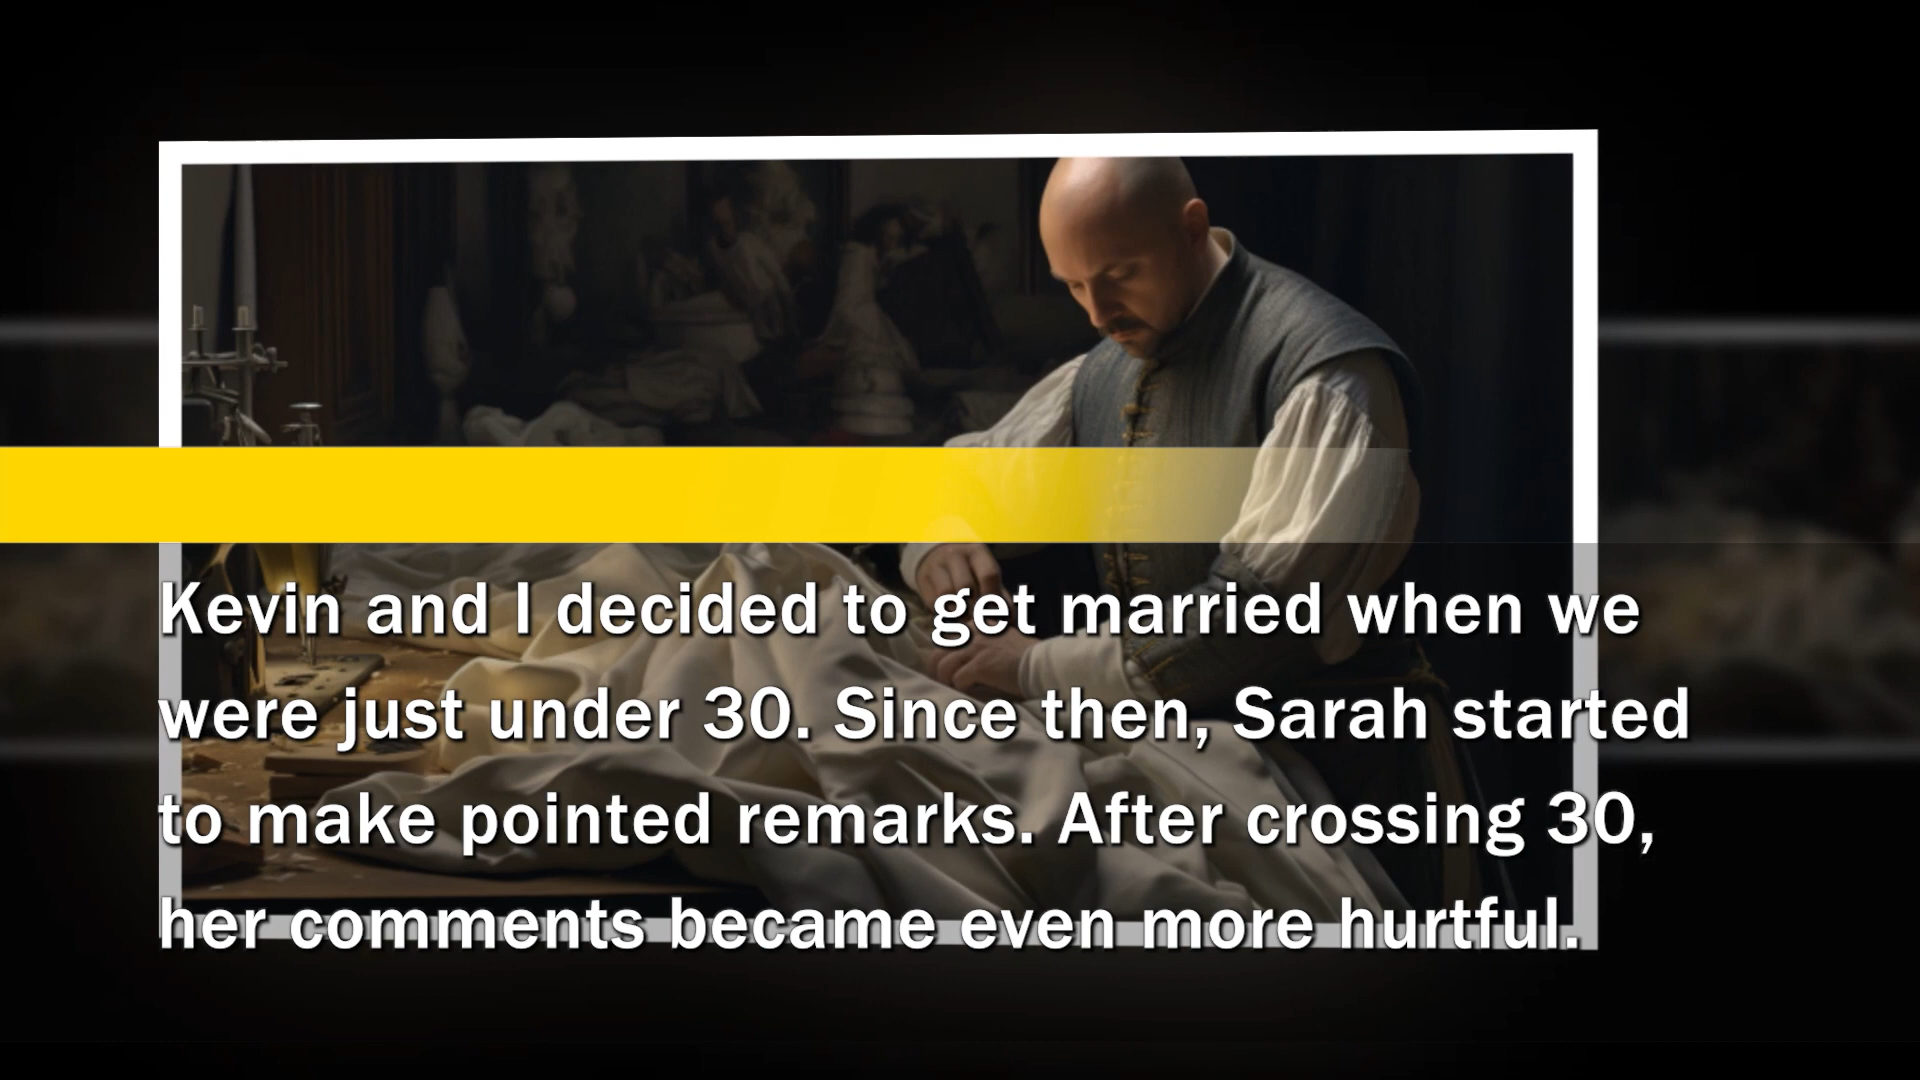 Kevin and I decided to get married when we
were just under 30. Since then, Sarah started
to make pointed remarks. After crossing 30,
her comments became even more hurtful.